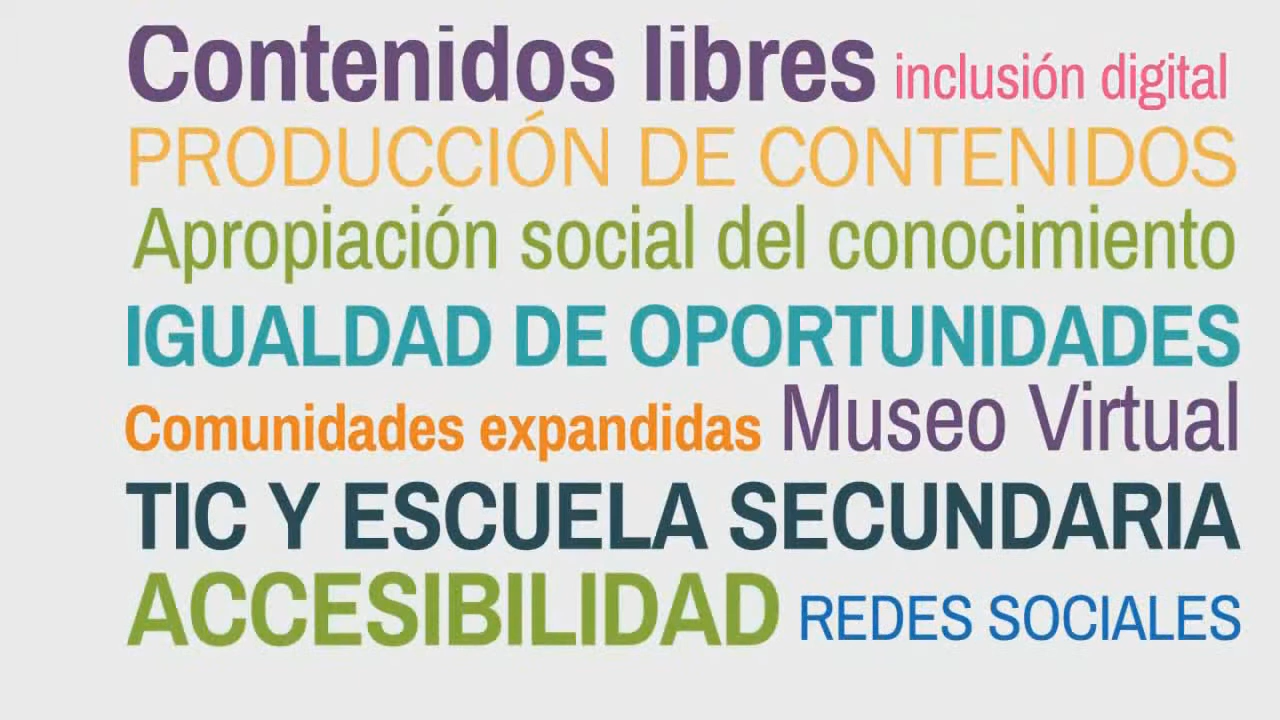 Contenidos libres inclusión digital
PRODUCCIÓN DE CONTENIDOS
Apropiación social del conocimiento
IGUALDAD DE OPORTUNIDADES
Comunidades expandidas Museo Virtual
TIC Y ESCUELA SECUNDARIA
ACCESIBILIDAD REDES SOCIALES